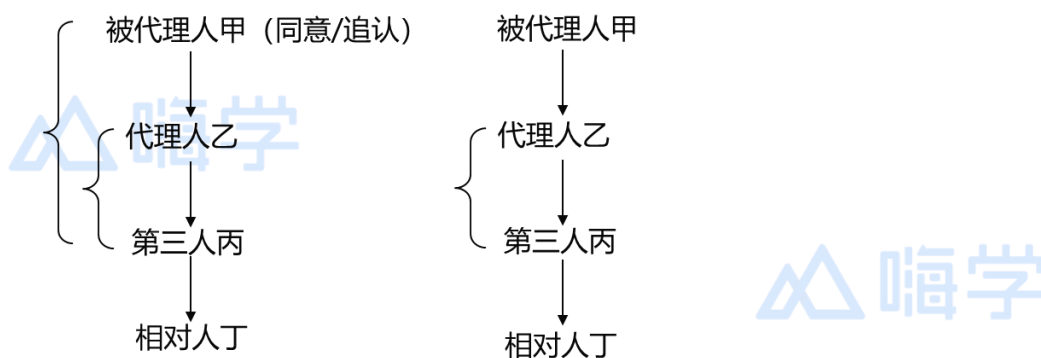 被代理人甲（同意/追认）
代理人乙
第三人丙
相对人丁
被代理人甲
代理人乙
第三人丙
相对人丁
嗨学
嗨学